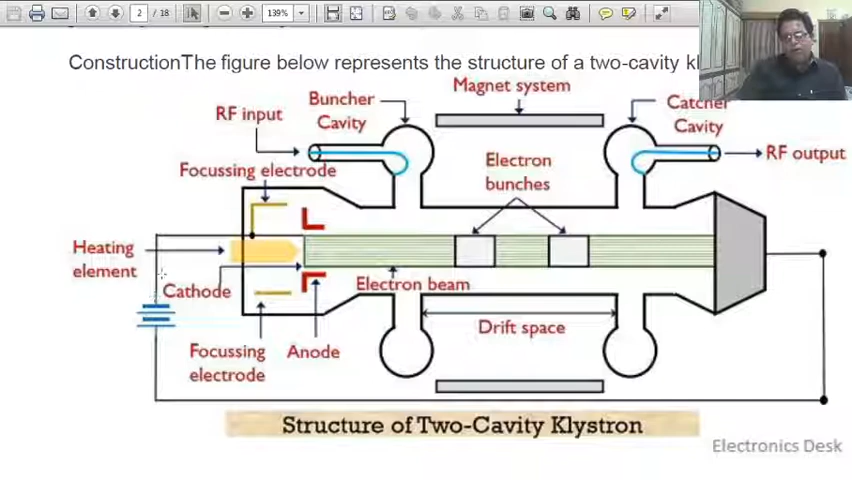 2 / 18
139%
ConstructionThe figure below represents the structure of a two-cavity kl
Magnet system
Buncher
Cavity
Catcher
Cavity
RF input
RF output
Focussing electrode
Electron
bunches
Heating
element
Cathode
Electron beam
Drift space
Focussing
electrode
Anode
Structure of Two-Cavity Klystron
Electronics Desk